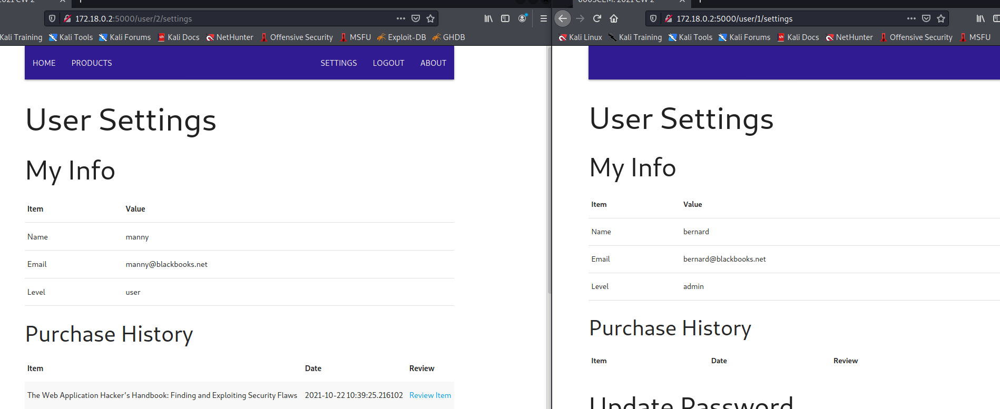 172.18.0.2:5000/user/2/settings
Kali Training Kali Tools Kali Forums Kali Docs NetHunter Offensive Security MSFU Exploit-DB GHDB
HOME PRODUCTS SETTINGS LOGOUT ABOUT
User Settings
My Info
Item Value
Name manny
Email manny@blackbooks.net
Level user
Purchase History
Item Date Review
The Web Application Hacker's Handbook: Finding and Exploiting Security Flaws 2021-10-22 10:39:25.216102 Review Item
172.18.0.2:5000/user/1/settings
Kali Linux Kali Training Kali Tools Kali Forums Kali Docs NetHunter Offensive Security MSFU
User Settings
My Info
Item Value
Name bernard
Email bernard@blackbooks.net
Level admin
Purchase History
Item Date Review
Update Password